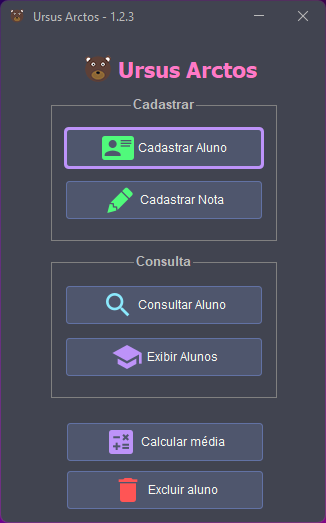 Ursus Arctos - 1.2.3
Ursus Arctos
Cadastrar
Cadastrar Aluno
Cadastrar Nota
Consulta
Consultar Aluno
Exibir Alunos
Calcular média
Excluir aluno